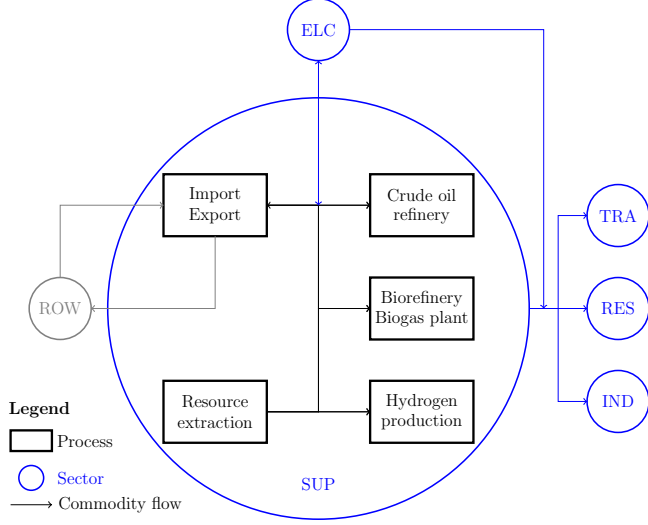 ELC
Import
Export
Crude oil
refinery
TRA
ROW
Biorefinery
Biogas plant
RES
Resource
extraction
Hydrogen
production
IND
SUP
Legend
Process
Sector
Commodity flow